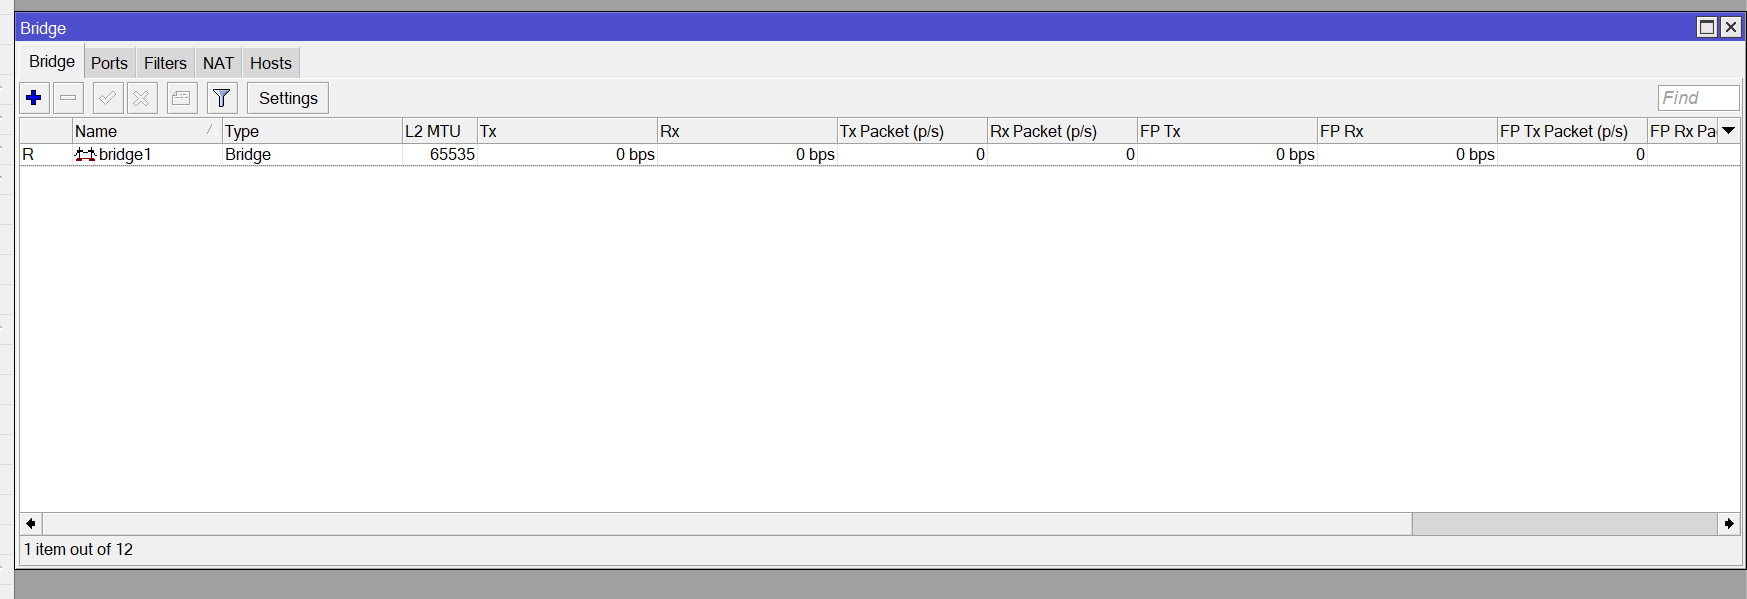 Bridge
Bridge Ports Filters NAT Hosts
Settings Find
Name Type L2 MTU Tx Rx Tx Packet (p/s) Rx Packet (p/s) FP Tx FP Rx FP Tx Packet (p/s) FP Rx Pa
R bridge1 Bridge 65535 0 bps 0 bps 0 0 0 bps 0 bps 0
1 item out of 12